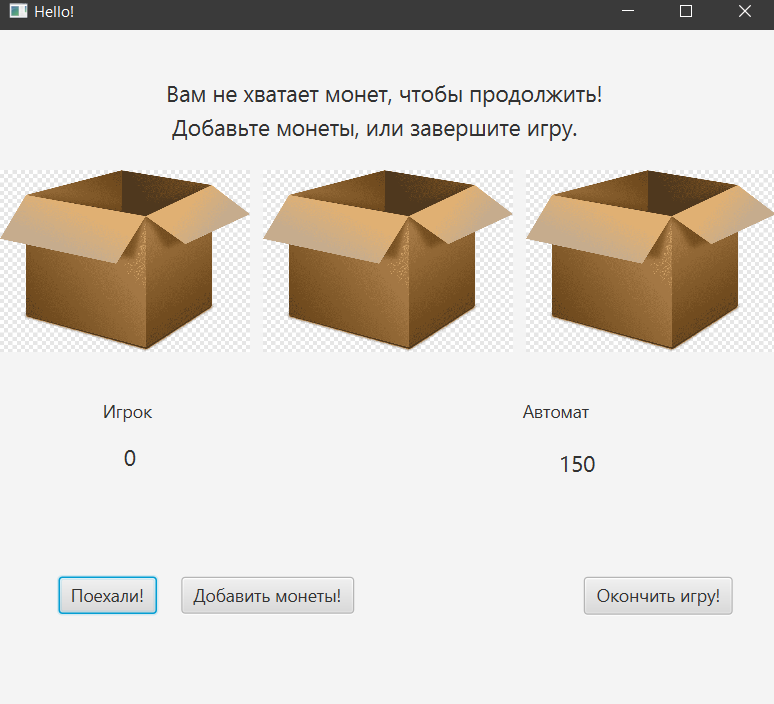 Hello!
Вам не хватает монет, чтобы продолжить!
Добавьте монеты, или завершите игру.
Игрок
Автомат
0
150
Поехали!
Добавить монеты!
Окончить игру!